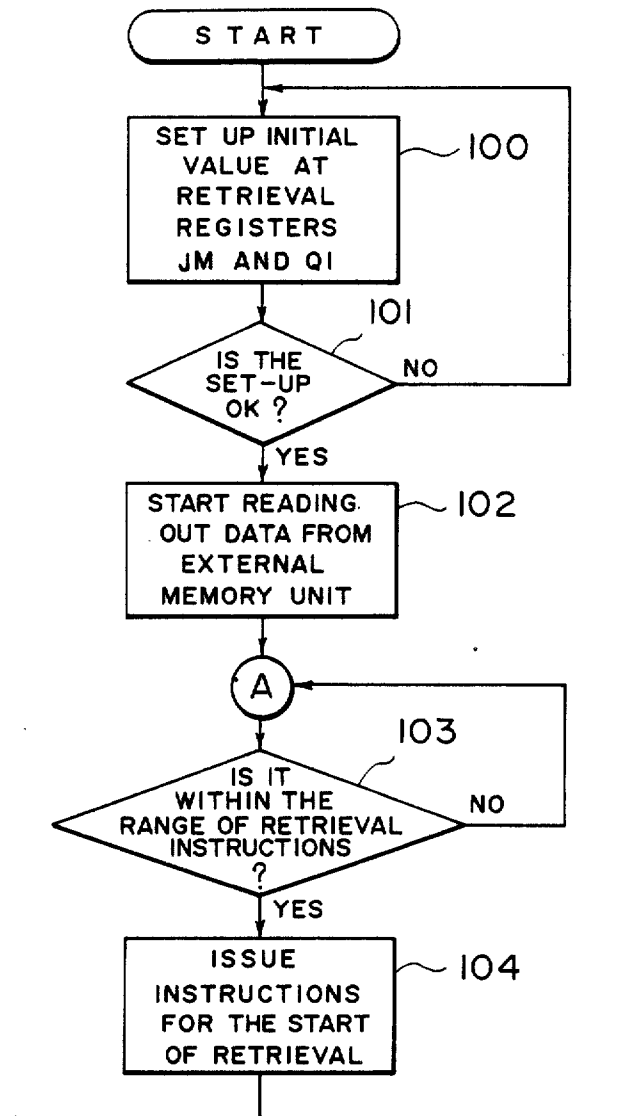 START
SET UP INITIAL
VALUE AT
RETRIEVAL
REGISTERS
JM AND QI
100
101
IS THE
SET-UP
OK ?
NO
YES
START READING
OUT DATA FROM
EXTERNAL
MEMORY UNIT
102
A
103
IS IT
WITHIN THE
RANGE OF RETRIEVAL
INSTRUCTIONS
?
NO
YES
ISSUE
INSTRUCTIONS
FOR THE START
OF RETRIEVAL
104